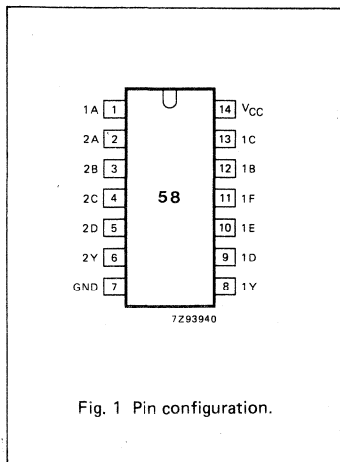 1A 1 14 VCC
2A 2 13 1C
2B 3 12 1B
2C 4 58 11 1F
2D 5 10 1E
2Y 6 9 1D
GND 7 8 1Y
7Z93940
Fig. 1 Pin configuration.